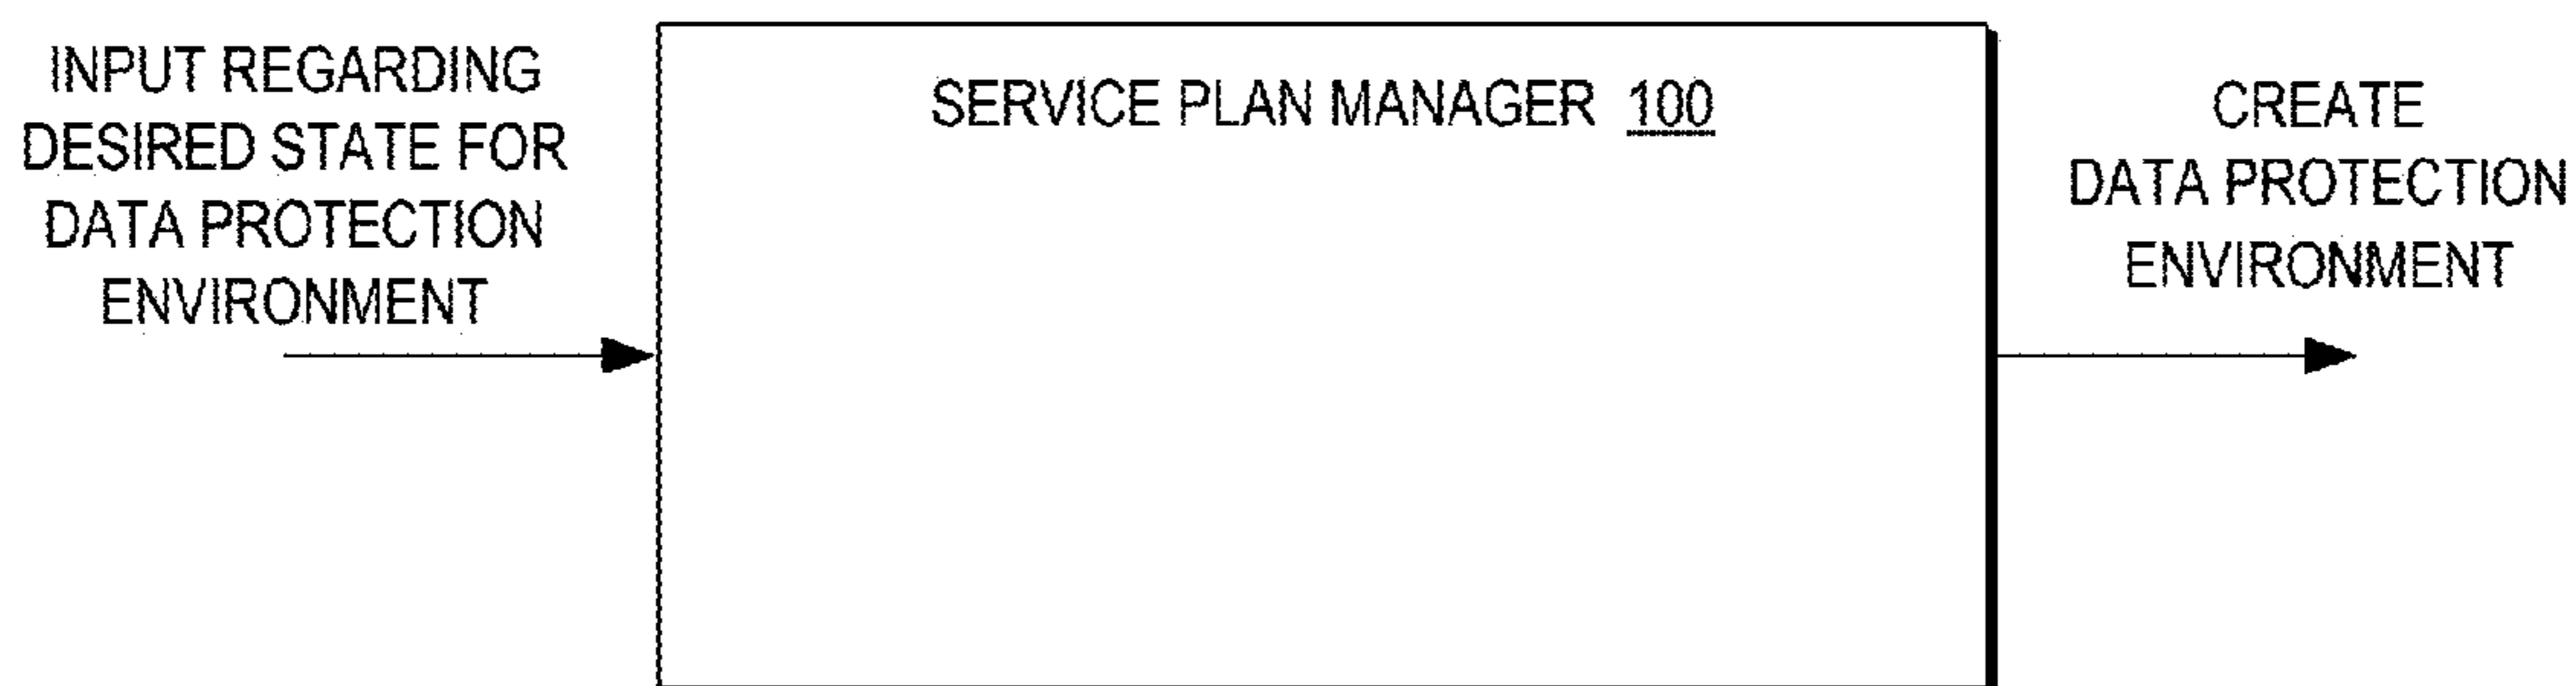 INPUT REGARDING
DESIRED STATE FOR
DATA PROTECTION
ENVIRONMENT
SERVICE PLAN MANAGER 100
CREATE
DATA PROTECTION
ENVIRONMENT